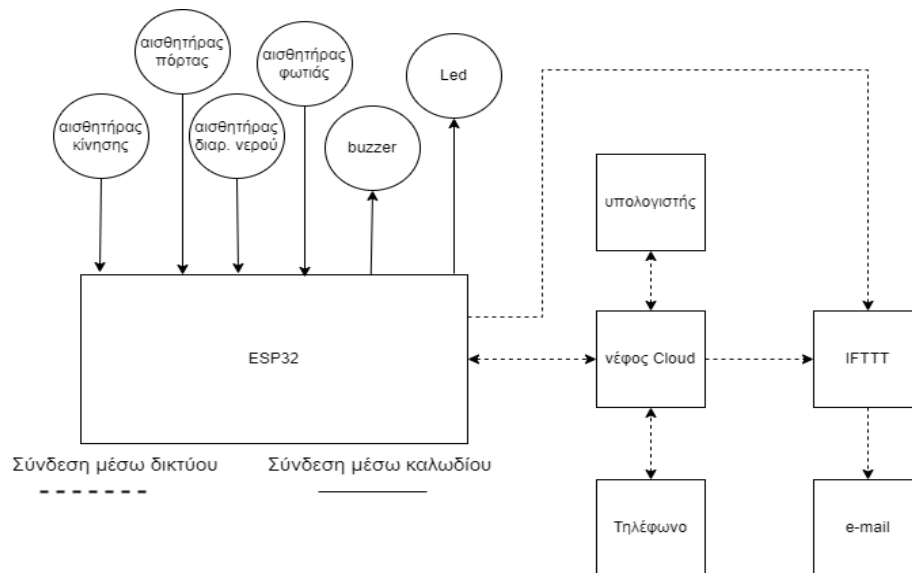 αισθητήρας
πόρτας
αισθητήρας
φωτιάς
Led
αισθητήρας
κίνησης
αισθητήρας
διαρ. νερού
buzzer
υπολογιστής
ESP32
νέφος Cloud
IFTTT
Σύνδεση μέσω δικτύου
Σύνδεση μέσω καλωδίου
Τηλέφωνο
e-mail